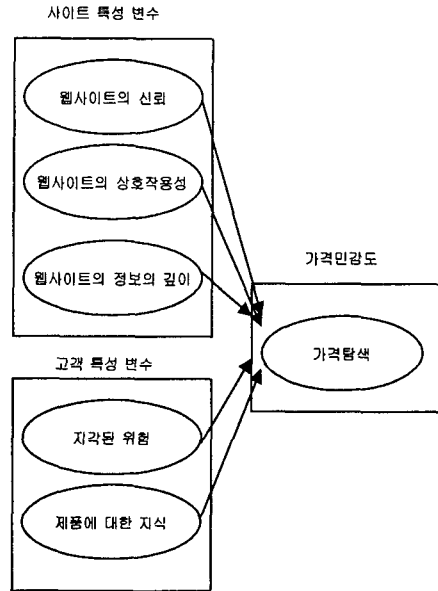 사이트 특성 변수
웹사이트의 신뢰
웹사이트의 상호작용성
웹사이트의 정보의 깊이
가격민감도
가격탐색
고객 특성 변수
지각된 위험
제품에 대한 지식